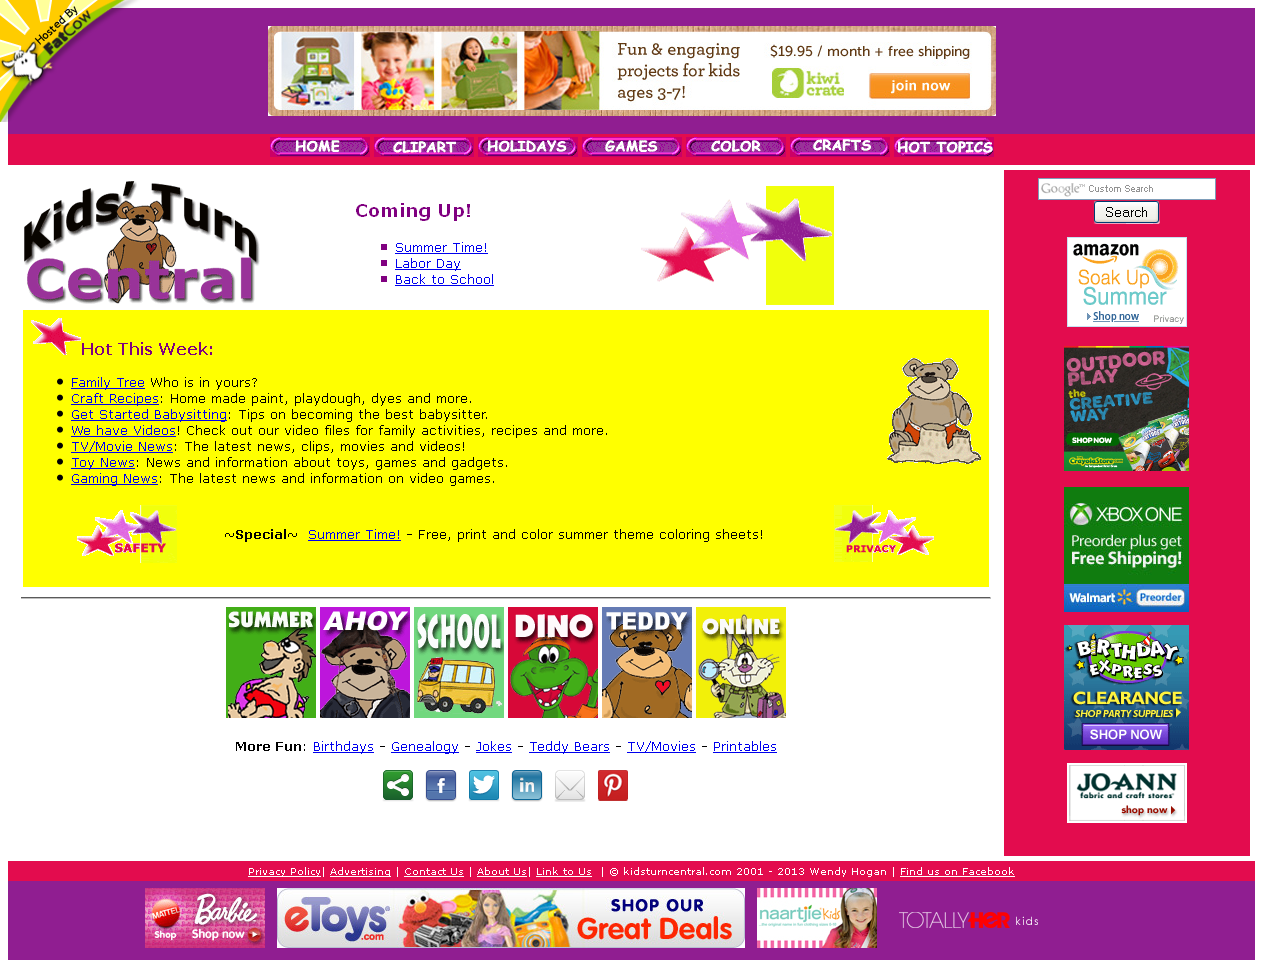 Hosted By
FatCow
Fun & engaging
projects for kids
ages 3-7!
$19.95 / month + free shipping
kiwi
crate
join now
HOME CLIPART HOLIDAYS GAMES COLOR CRAFTS HOT TOPICS
Kids' Turn
Central
Coming Up!
Summer Time!
Labor Day
Back to School
Google™ Custom Search
Search
amazon
Soak Up
Summer
Shop now
Privacy
Hot This Week:
Family Tree Who is in yours?
Craft Recipes: Home made paint, playdough, dyes and more.
Get Started Babysitting: Tips on becoming the best babysitter.
We have Videos! Check out our video files for family activities, recipes and more.
TV/Movie News: The latest news, clips, movies and videos!
Toy News: News and information about toys, games and gadgets.
Gaming News: The latest news and information on video games.
SAFETY
~Special~ Summer Time! - Free, print and color summer theme coloring sheets!
PRIVACY
OUTDOOR
PLAY
the
CREATIVE
WAY
SHOP NOW
CrayolaStore.com
XBOX ONE
Preorder plus get
Free Shipping!
Walmart Preorder
BIRTHDAY
EXPRESS
CLEARANCE
SHOP PARTY SUPPLIES
SHOP NOW
JO-ANN
fabric and craft stores
shop now
SUMMER AHOY SCHOOL DINO TEDDY ONLINE
More Fun: Birthdays - Genealogy - Jokes - Teddy Bears - TV/Movies - Printables
Privacy Policy| Advertising | Contact Us | About Us| Link to Us | © kidsturncentral.com 2001 - 2013 Wendy Hogan | Find us on Facebook
MATTEL
Shop
Barbie
Shop now
eToys.com
SHOP OUR
Great Deals
naartjie kids
TOTALLY HER kids